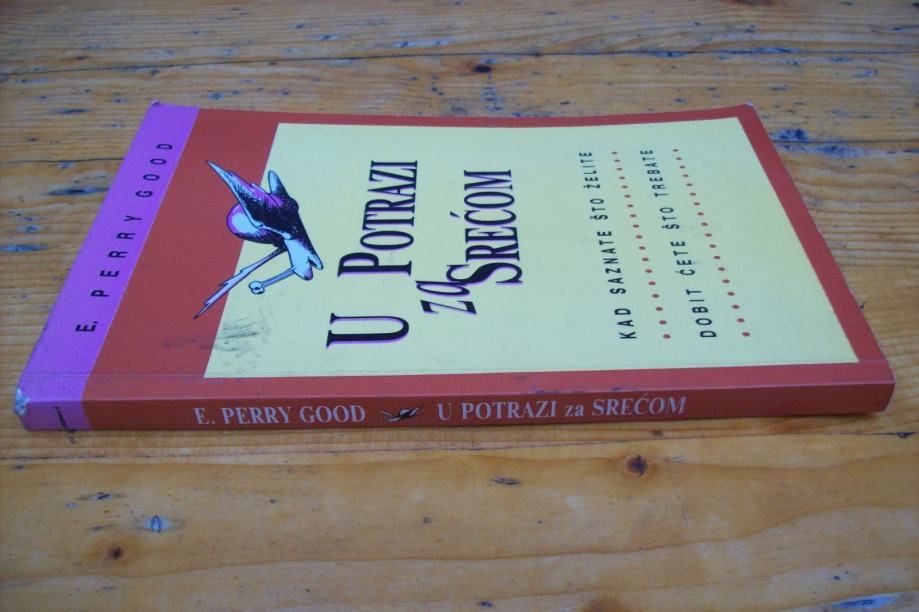 E. PERRY GOOD
U POTRAZI
za SREĆOM
KAD SAZNATE ŠTO ŽELITE
DOBIT ĆETE ŠTO TREBATE
E. PERRY GOOD U POTRAZI za SREĆOM